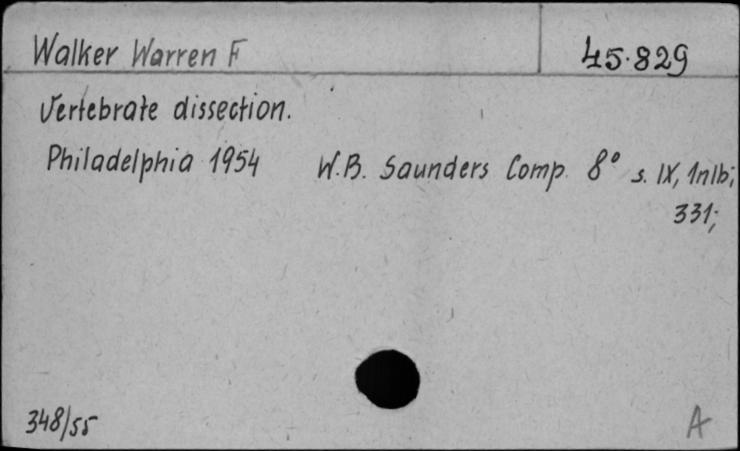 Walker Warren F
45.829
Vertebrate dissection.
Philadelphia 1954 W.B. Saunders Comp. 8° s. IX, 1nlb;
331;
348/55
A